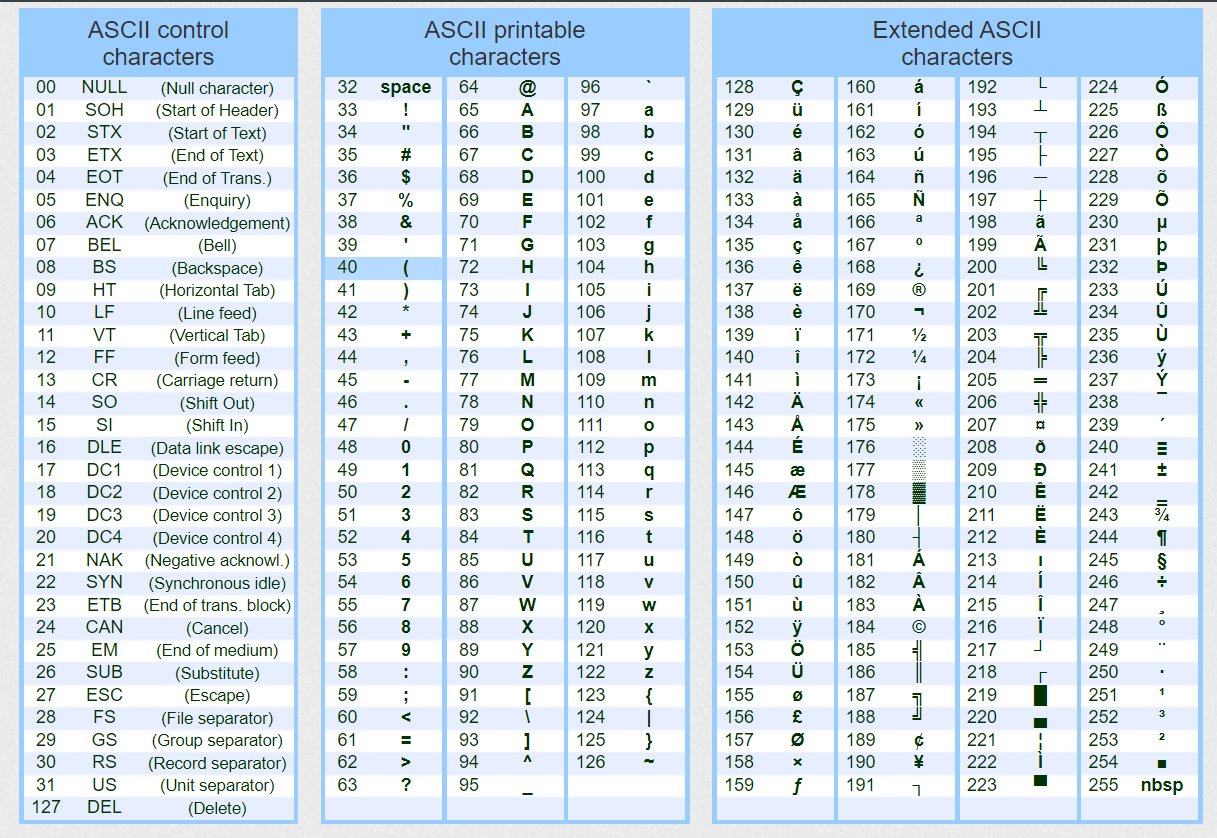 ASCII control
characters
00 NULL (Null character)
01 SOH (Start of Header)
02 STX (Start of Text)
03 ETX (End of Text)
04 EOT (End of Trans.)
05 ENQ (Enquiry)
06 ACK (Acknowledgement)
07 BEL (Bell)
08 BS (Backspace)
09 HT (Horizontal Tab)
10 LF (Line feed)
11 VT (Vertical Tab)
12 FF (Form feed)
13 CR (Carriage return)
14 SO (Shift Out)
15 SI (Shift In)
16 DLE (Data link escape)
17 DC1 (Device control 1)
18 DC2 (Device control 2)
19 DC3 (Device control 3)
20 DC4 (Device control 4)
21 NAK (Negative acknowl.)
22 SYN (Synchronous idle)
23 ETB (End of trans. block)
24 CAN (Cancel)
25 EM (End of medium)
26 SUB (Substitute)
27 ESC (Escape)
28 FS (File separator)
29 GS (Group separator)
30 RS (Record separator)
31 US (Unit separator)
127 DEL (Delete)
ASCII printable
characters
32 space 64 @ 96 `
33 ! 65 A 97 a
34 " 66 B 98 b
35 # 67 C 99 c
36 $ 68 D 100 d
37 % 69 E 101 e
38 & 70 F 102 f
39 ' 71 G 103 g
40 ( 72 H 104 h
41 ) 73 I 105 i
42 * 74 J 106 j
43 + 75 K 107 k
44 , 76 L 108 l
45 - 77 M 109 m
46 . 78 N 110 n
47 / 79 O 111 o
48 0 80 P 112 p
49 1 81 Q 113 q
50 2 82 R 114 r
51 3 83 S 115 s
52 4 84 T 116 t
53 5 85 U 117 u
54 6 86 V 118 v
55 7 87 W 119 w
56 8 88 X 120 x
57 9 89 Y 121 y
58 : 90 Z 122 z
59 ; 91 [ 123 {
60 < 92 \ 124 |
61 = 93 ] 125 }
62 > 94 ^ 126 ~
63 ? 95 _
Extended ASCII
characters
128 Ç 160 á 192 └ 224 Ó
129 ü 161 í 193 ┴ 225 ß
130 é 162 ó 194 ┬ 226 Ô
131 â 163 ú 195 ├ 227 Ò
132 ä 164 ñ 196 ─ 228 õ
133 à 165 Ñ 197 ┼ 229 Õ
134 å 166 ª 198 ã 230 µ
135 ç 167 º 199 Ã 231 þ
136 ê 168 ¿ 200 ╚ 232 Þ
137 ë 169 ® 201 ╔ 233 Ú
138 è 170 ¬ 202 ╩ 234 Û
139 ï 171 ½ 203 ╦ 235 Ù
140 î 172 ¼ 204 ╠ 236 ý
141 ì 173 ¡ 205 ═ 237 Ý
142 Ä 174 « 206 ╬ 238 ¯
143 Å 175 » 207 ¤ 239 ´
144 É 176 ░ 208 ð 240 ≡
145 æ 177 ▒ 209 Ð 241 ±
146 Æ 178 ▓ 210 Ê 242 ‗
147 ô 179 │ 211 Ë 243 ¾
148 ö 180 ┤ 212 È 244 ¶
149 ò 181 Á 213 ı 245 §
150 û 182 Â 214 Í 246 ÷
151 ù 183 À 215 Î 247 ¸
152 ÿ 184 © 216 Ï 248 °
153 Ö 185 ╣ 217 ┘ 249 ¨
154 Ü 186 ║ 218 ┌ 250 ·
155 ø 187 ╗ 219 █ 251 ¹
156 £ 188 ╝ 220 ▄ 252 ³
157 Ø 189 ¢ 221 ¦ 253 ²
158 × 190 ¥ 222 Ì 254 ■
159 ƒ 191 ┐ 223 ▀ 255 nbsp